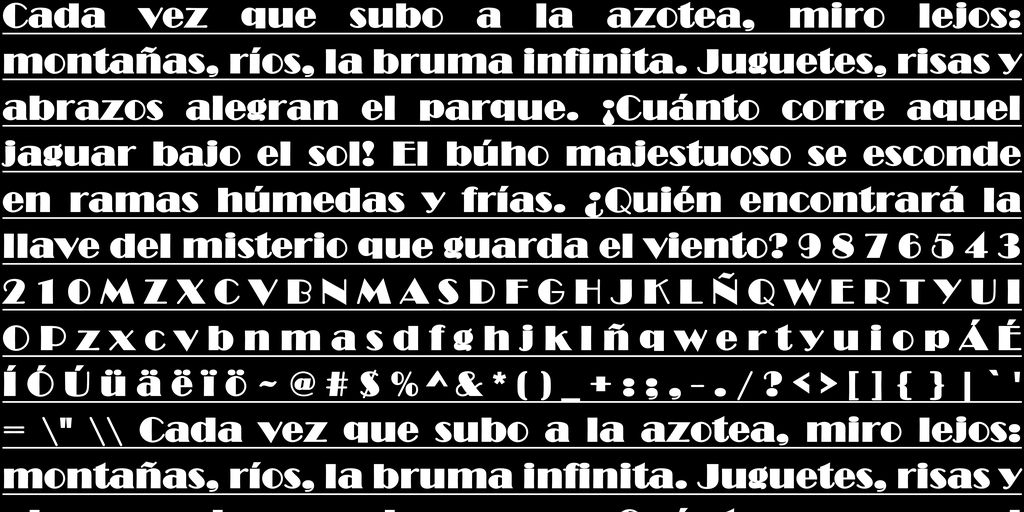 Cada vez que subo a la azotea, miro lejos:
montañas, ríos, la bruma infinita. Juguetes, risas y
abrazos alegran el parque. ¡Cuánto corre aquel
jaguar bajo el sol! El búho majestuoso se esconde
en ramas húmedas y frías. ¿Quién encontrará la
llave del misterio que guarda el viento? 9 8 7 6 5 4 3
2 1 0 M Z X C V B N M A S D F G H J K L Ñ Q W E R T Y U I
O P z x c v b n m a s d f g h j k l ñ q w e r t y u i o p Á É
Í Ó Ú ü ä ë ï ö ~ @ # $ % ^ & * ( ) _ + : ; , - . / ? < > [ ] { } | ` '
= \" \\ Cada vez que subo a la azotea, miro lejos:
montañas, ríos, la bruma infinita. Juguetes, risas y